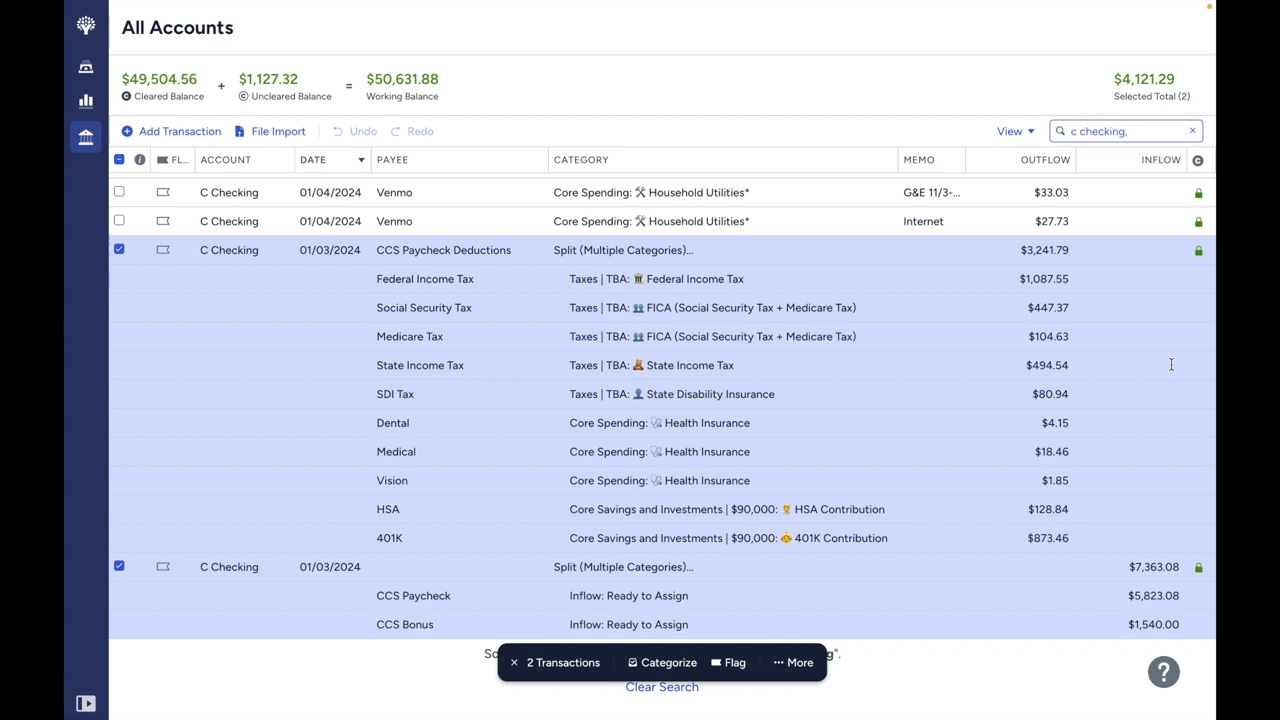 All Accounts
$49,504.56 + $1,127.32 = $50,631.88 $4,121.29
C Cleared Balance C Uncleared Balance Working Balance Selected Total (2)
Add Transaction File Import Undo Redo View c checking,
FL... ACCOUNT DATE PAYEE CATEGORY MEMO OUTFLOW INFLOW C
C Checking 01/04/2024 Venmo Core Spending: 🛠 Household Utilities* G&E 11/3-... $33.03
C Checking 01/04/2024 Venmo Core Spending: 🛠 Household Utilities* Internet $27.73
C Checking 01/03/2024 CCS Paycheck Deductions Split (Multiple Categories)... $3,241.79
Federal Income Tax Taxes | TBA: 🏛 Federal Income Tax $1,087.55
Social Security Tax Taxes | TBA: 👥 FICA (Social Security Tax + Medicare Tax) $447.37
Medicare Tax Taxes | TBA: 👥 FICA (Social Security Tax + Medicare Tax) $104.63
State Income Tax Taxes | TBA: 🧸 State Income Tax $494.54
SDI Tax Taxes | TBA: 👤 State Disability Insurance $80.94
Dental Core Spending: 🩺 Health Insurance $4.15
Medical Core Spending: 🩺 Health Insurance $18.46
Vision Core Spending: 🩺 Health Insurance $1.85
HSA Core Savings and Investments | $90,000: HSA Contribution $128.84
401K Core Savings and Investments | $90,000: 401K Contribution $873.46
C Checking 01/03/2024 Split (Multiple Categories)... $7,363.08
CCS Paycheck Inflow: Ready to Assign $5,823.08
CCS Bonus Inflow: Ready to Assign $1,540.00
2 Transactions Categorize Flag More
Clear Search
?